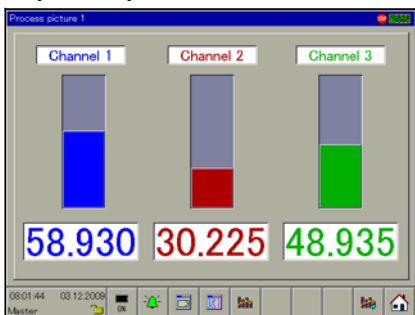 Process picture 1
Channel 1 Channel 2 Channel 3
58.930 30.225 48.935
08:01:44 03.12.2009
0%
Master